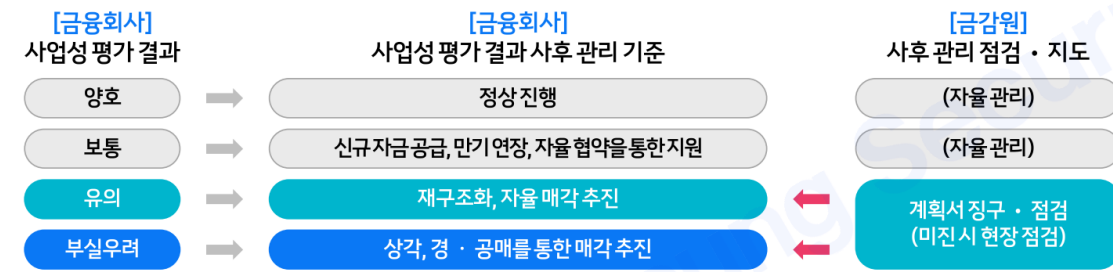 [금융회사] [금융회사] [금감원]
사업성 평가 결과 사업성 평가 결과 사후 관리 기준 사후 관리 점검 • 지도
양호 정상 진행 (자율 관리)
보통 신규 자금 공급, 만기 연장, 자율 협약을 통한 지원 (자율 관리)
유의 재구조화, 자율 매각 추진
계획서 징구 • 점검
(미진 시 현장 점검)
부실우려 상각, 경 • 공매를 통한 매각 추진